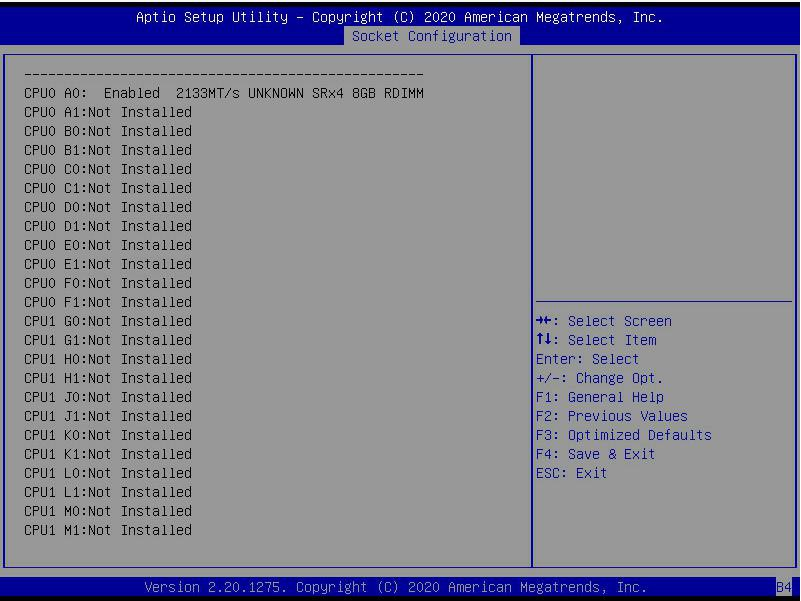 Aptio Setup Utility – Copyright (C) 2020 American Megatrends, Inc.
Socket Configuration
--------------------------------------------------
CPU0 A0:  Enabled  2133MT/s UNKNOWN SRx4 8GB RDIMM
CPU0 A1:Not Installed
CPU0 B0:Not Installed
CPU0 B1:Not Installed
CPU0 C0:Not Installed
CPU0 C1:Not Installed
CPU0 D0:Not Installed
CPU0 D1:Not Installed
CPU0 E0:Not Installed
CPU0 E1:Not Installed
CPU0 F0:Not Installed
CPU0 F1:Not Installed
CPU1 G0:Not Installed
CPU1 G1:Not Installed
CPU1 H0:Not Installed
CPU1 H1:Not Installed
CPU1 J0:Not Installed
CPU1 J1:Not Installed
CPU1 K0:Not Installed
CPU1 K1:Not Installed
CPU1 L0:Not Installed
CPU1 L1:Not Installed
CPU1 M0:Not Installed
CPU1 M1:Not Installed
→←: Select Screen
↑↓: Select Item
Enter: Select
+/-: Change Opt.
F1: General Help
F2: Previous Values
F3: Optimized Defaults
F4: Save & Exit
ESC: Exit
Version 2.20.1275. Copyright (C) 2020 American Megatrends, Inc.
B4